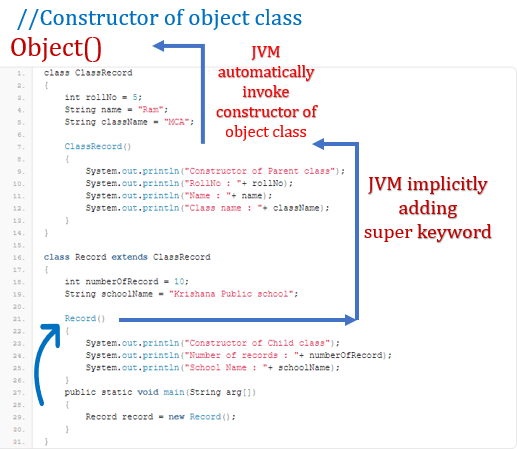 //Constructor of object class
Object()
JVM
automatically
invoke
constructor of
object class
JVM implicitly
adding
super keyword
1. class ClassRecord
2. {
3. int rollNo = 5;
4. String name = "Ram";
5. String className = "MCA";
6.
7. ClassRecord()
8. {
9. System.out.println("Constructor of Parent class");
10. System.out.println("RollNo : "+ rollNo);
11. System.out.println("Name : "+ name);
12. System.out.println("Class name : "+ className);
13. }
14. }
15.
16. class Record extends ClassRecord
17. {
18. int numberOfRecord = 10;
19. String schoolName = "Krishana Public school";
20.
21. Record()
22. {
23. System.out.println("Constructor of Child class");
24. System.out.println("Number of records : "+ numberOfRecord);
25. System.out.println("School Name : "+ schoolName);
26. }
27. public static void main(String arg[])
28. {
29. Record record = new Record();
30. }
31. }